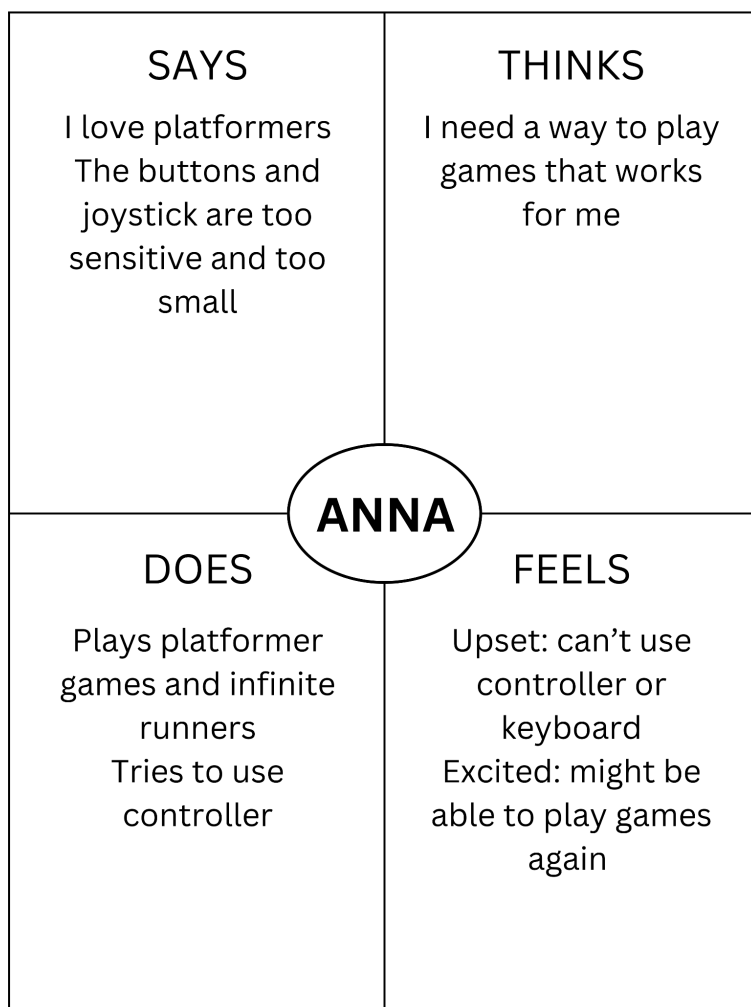 SAYS
I love platformers
The buttons and
joystick are too
sensitive and too
small
THINKS
I need a way to play
games that works
for me
ANNA
DOES
Plays platformer
games and infinite
runners
Tries to use
controller
FEELS
Upset: can’t use
controller or
keyboard
Excited: might be
able to play games
again